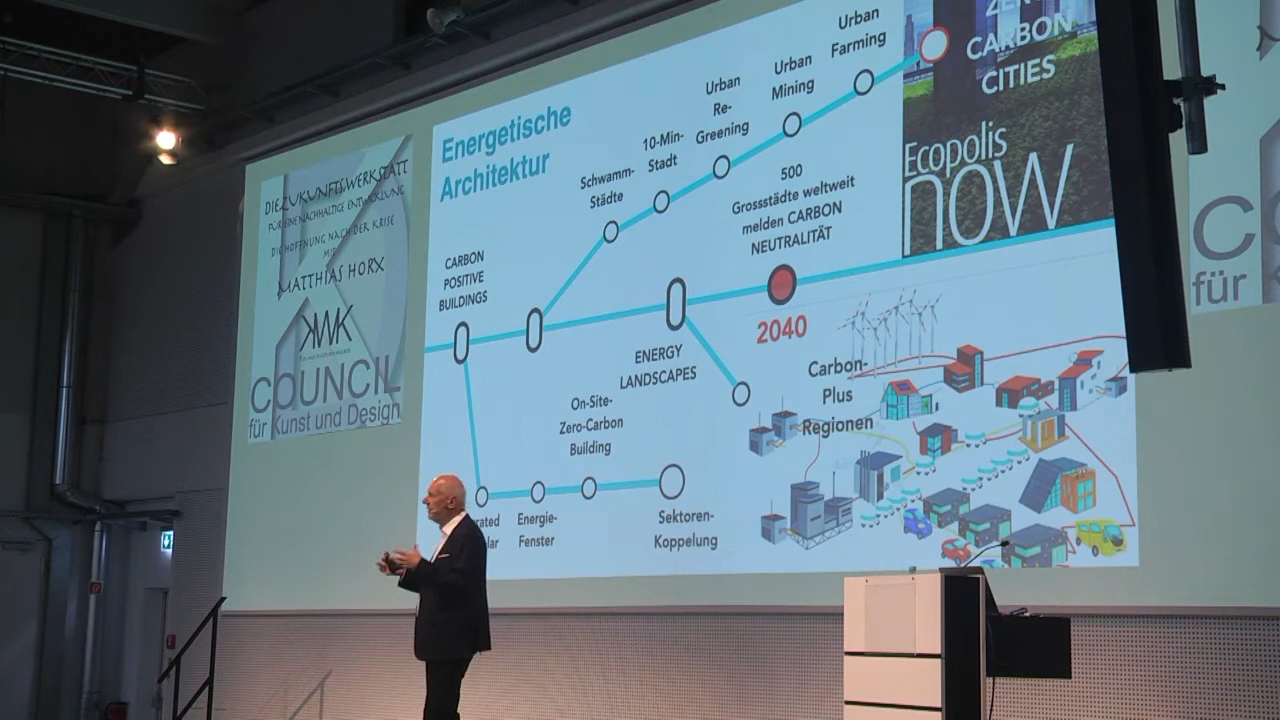 DIE ZUKUNFTSWERKSTATT
FÜR EINE NACHHALTIGE ENTWICKLUNG
DIE HOFFNUNG NACH DER KRISE
MIT
MATTHIAS HORX
KWK
COUNCIL
für Kunst und Design
Energetische
Architektur
CARBON
POSITIVE
BUILDINGS
Schwamm-
Städte
10-Min-
Stadt
Urban
Re-
Greening
Urban
Mining
Urban
Farming
CARBON
CITIES
Ecopolis
now
500
Grossstädte weltweit
melden CARBON
NEUTRALITÄT
2040
ENERGY
LANDSCAPES
Carbon-
Plus
Regionen
On-Site-
Zero-Carbon
Building
Energie-
Fenster
Sektoren-
Koppelung
C
für